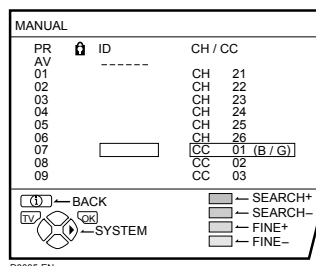 MANUAL
PR ID CH / CC
AV ------
01 CH 21
02 CH 22
03 CH 23
04 CH 24
05 CH 25
06 CH 26
07 CC 01 (B / G)
08 CC 02
09 CC 03
BACK SEARCH+
TV OK SEARCH–
SYSTEM FINE+
FINE–